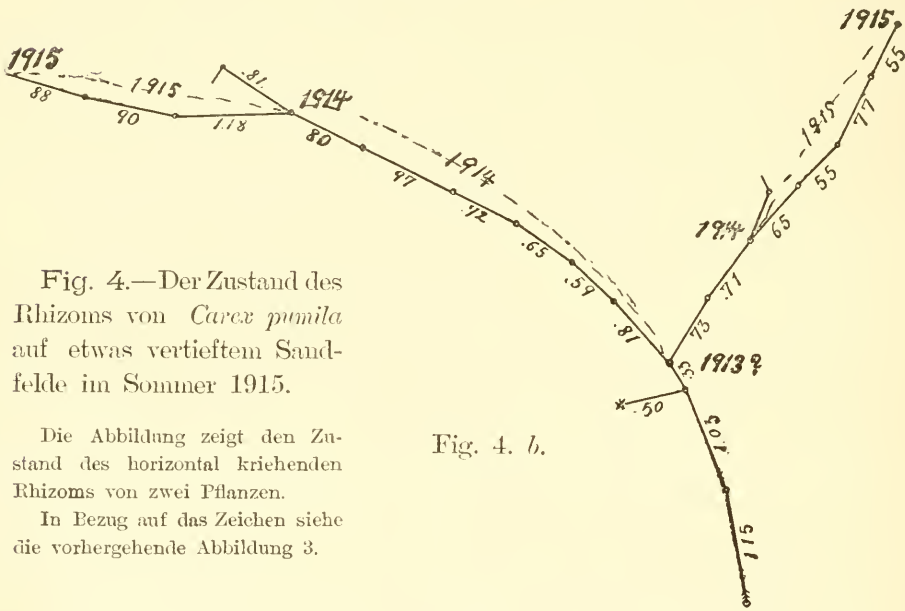 1915
1915
88
90
1.18
.81
1914
80
97
.72
.65
.59
.81
1914
1915
55
77
1915
55
65
.71
73
1913?
.35
.50
1.05
115
Fig. 4.—Der Zustand des
Rhizoms von Carex pumila
auf etwas vertieftem Sand-
felde im Sommer 1915.
Die Abbildung zeigt den Zu-
stand des horizontal kriehenden
Rhizoms von zwei Pflanzen.
In Bezug auf das Zeichen siehe
die vorhergehende Abbildung 3.
Fig. 4. b.